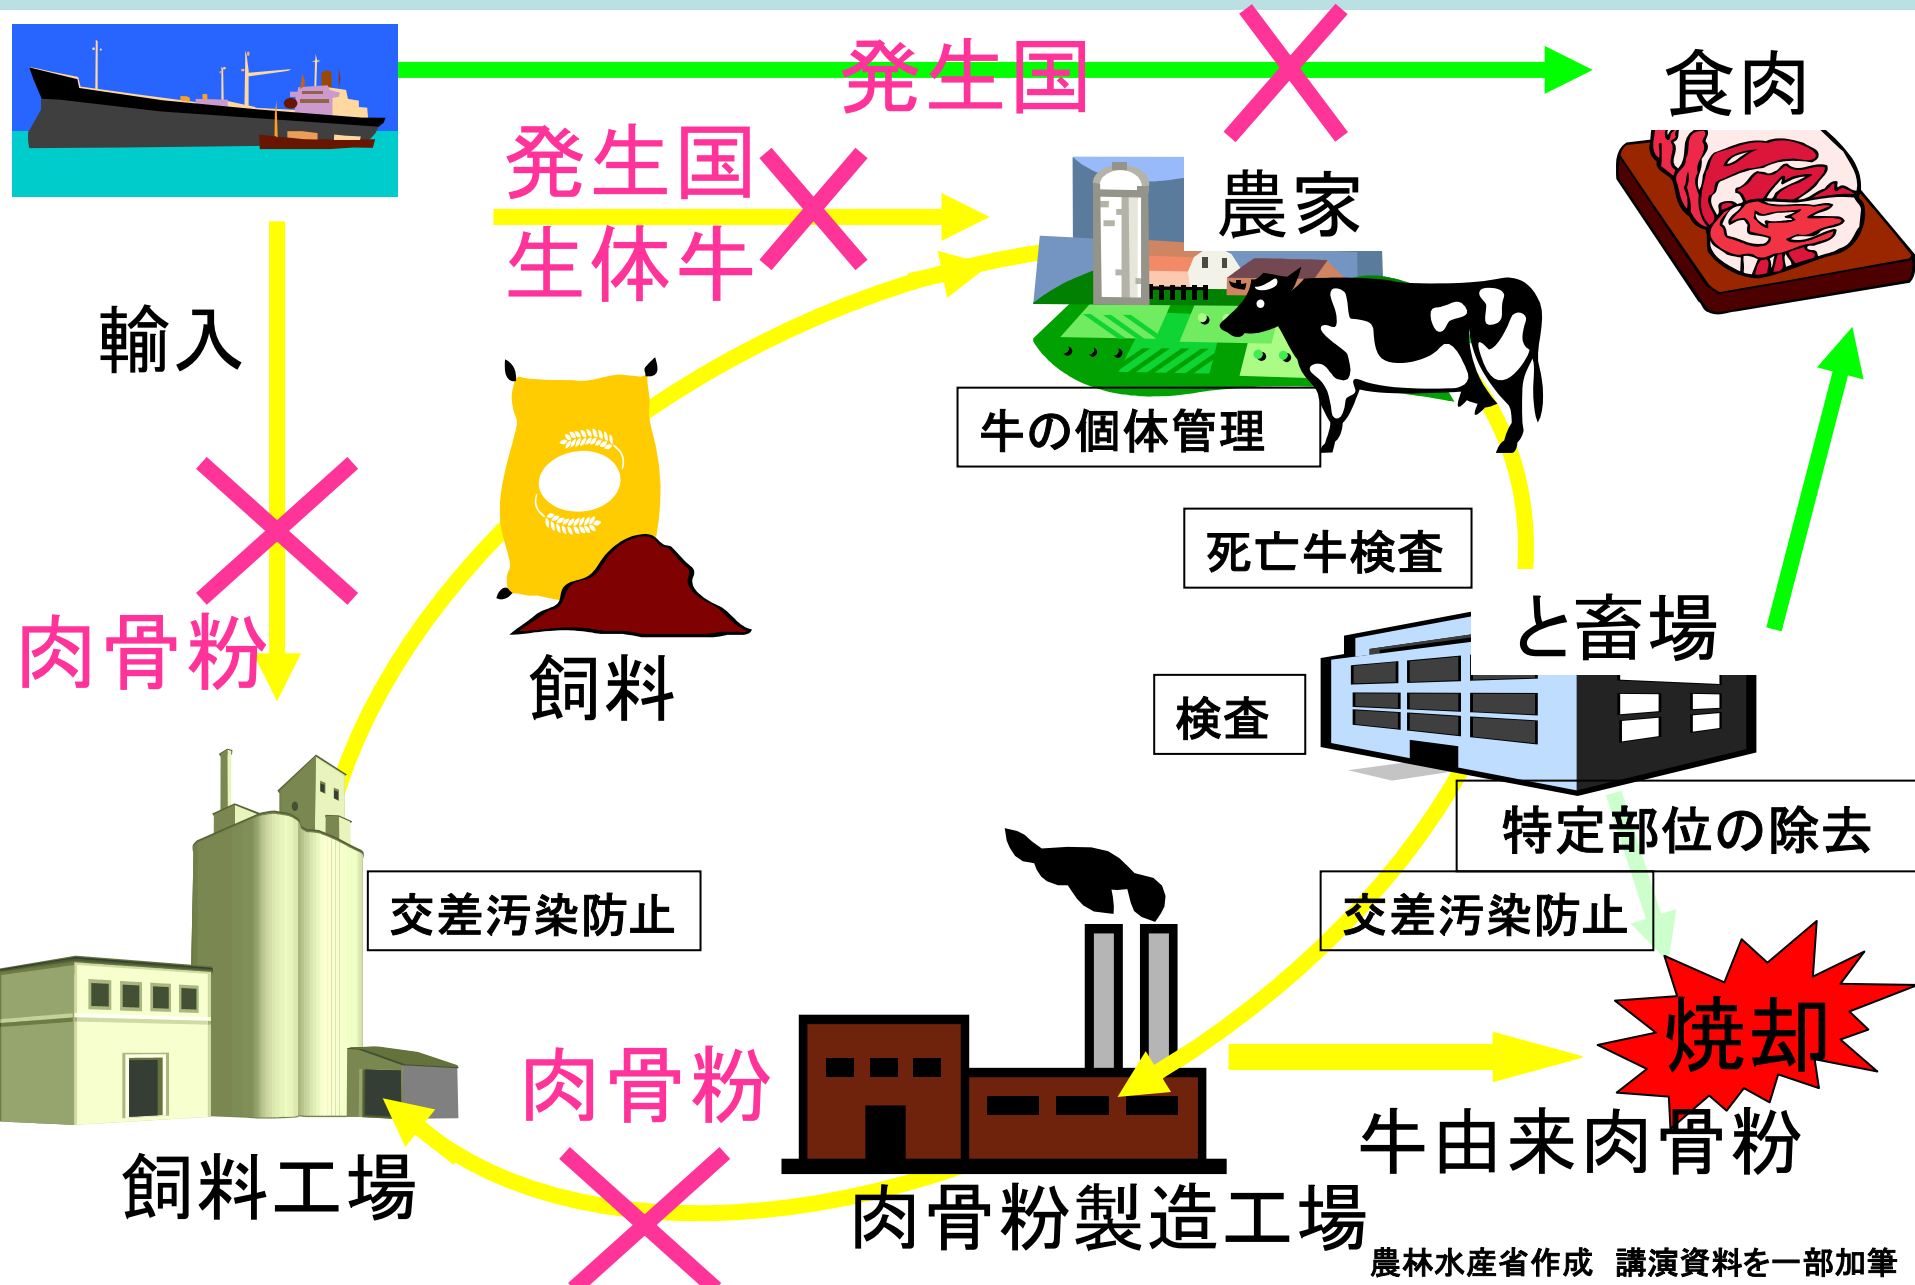 発生国
食肉
発生国
生体牛
農家
輸入
牛の個体管理
死亡牛検査
と畜場
肉骨粉
飼料
検査
特定部位の除去
交差汚染防止
交差汚染防止
焼却
肉骨粉
牛由来肉骨粉
飼料工場
肉骨粉製造工場
農林水産省作成　講演資料を一部加筆